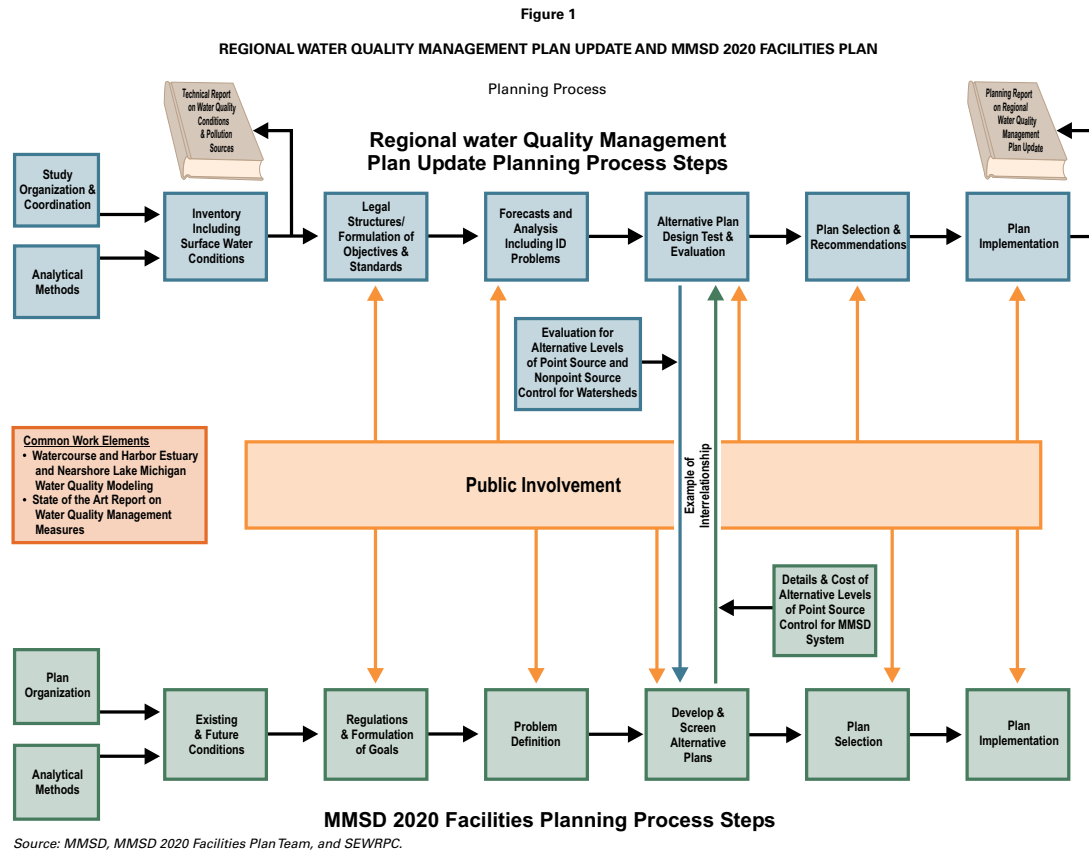 Figure 1
REGIONAL WATER QUALITY MANAGEMENT PLAN UPDATE AND MMSD 2020 FACILITIES PLAN
Planning Process
Technical Report
on Water Quality
Conditions
& Pollution
Sources
Planning Report
on Regional
Water Quality
Management
Plan Update
Regional water Quality Management
Plan Update Planning Process Steps
Study
Organization &
Coordination
Analytical
Methods
Inventory
Including
Surface Water
Conditions
Legal
Structures/
Formulation of
Objectives &
Standards
Forecasts and
Analysis
Including ID
Problems
Alternative Plan
Design Test &
Evaluation
Plan Selection &
Recommendations
Plan
Implementation
Evaluation for
Alternative Levels
of Point Source and
Nonpoint Source
Control for Watersheds
Common Work Elements
• Watercourse and Harbor Estuary
and Nearshore Lake Michigan
Water Quality Modeling
• State of the Art Report on
Water Quality Management
Measures
Public Involvement
Example of
Interrelationship
Details & Cost of
Alternative Levels
of Point Source
Control for MMSD
System
Plan
Organization
Analytical
Methods
Existing
& Future
Conditions
Regulations
& Formulation
of Goals
Problem
Definition
Develop &
Screen
Alternative
Plans
Plan
Selection
Plan
Implementation
MMSD 2020 Facilities Planning Process Steps
Source: MMSD, MMSD 2020 Facilities Plan Team, and SEWRPC.